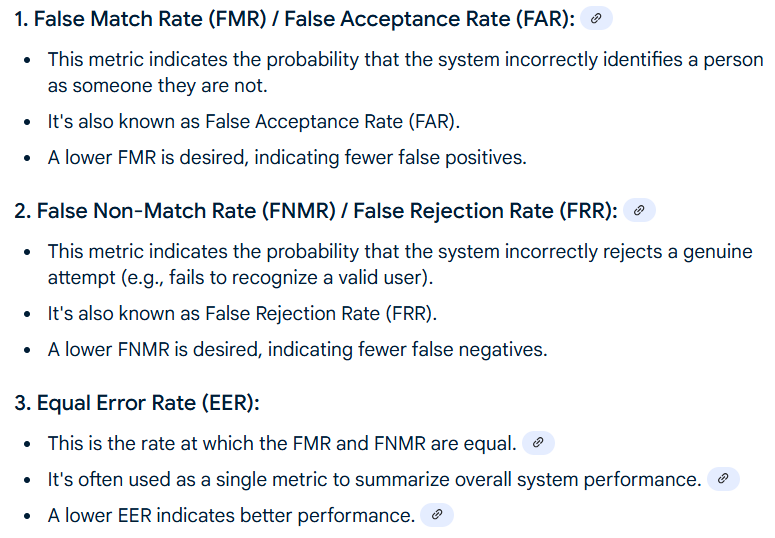 1. False Match Rate (FMR) / False Acceptance Rate (FAR):
• This metric indicates the probability that the system incorrectly identifies a person
as someone they are not.
• It's also known as False Acceptance Rate (FAR).
• A lower FMR is desired, indicating fewer false positives.
2. False Non-Match Rate (FNMR) / False Rejection Rate (FRR):
• This metric indicates the probability that the system incorrectly rejects a genuine
attempt (e.g., fails to recognize a valid user).
• It's also known as False Rejection Rate (FRR).
• A lower FNMR is desired, indicating fewer false negatives.
3. Equal Error Rate (EER):
• This is the rate at which the FMR and FNMR are equal.
• It's often used as a single metric to summarize overall system performance.
• A lower EER indicates better performance.